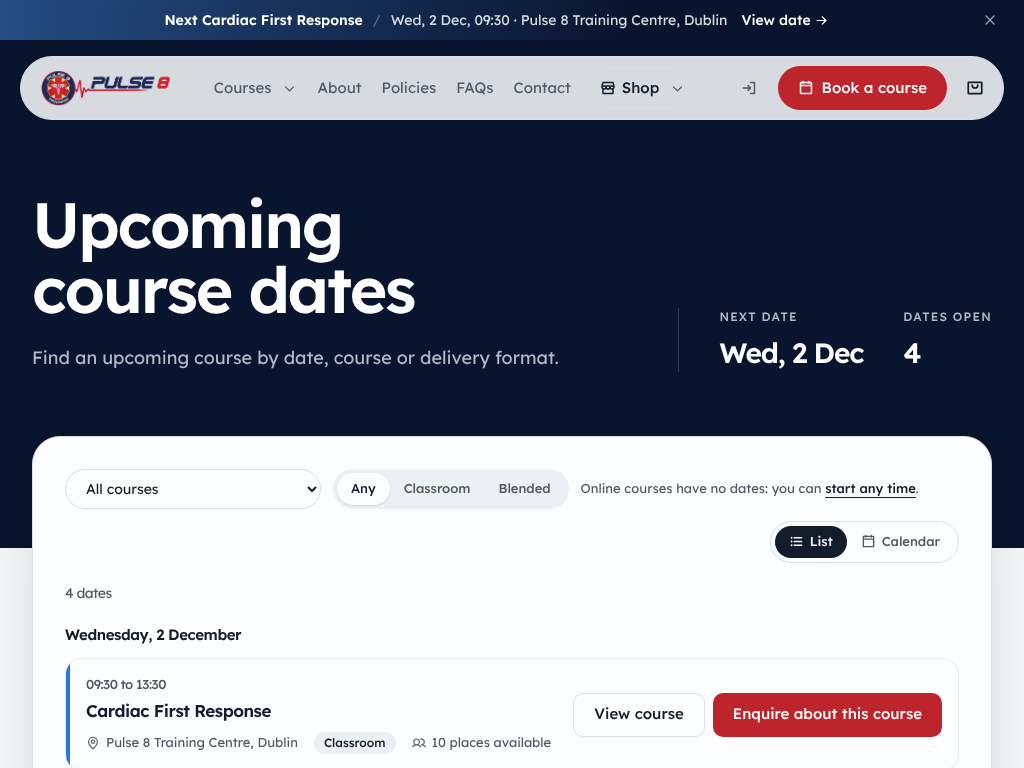 Next Cardiac First Response / Wed, 2 Dec, 09:30 · Pulse 8 Training Centre, Dublin View date →
PULSE 8 Courses About Policies FAQs Contact Shop Book a course
Upcoming
course dates
Find an upcoming course by date, course or delivery format.
NEXT DATE DATES OPEN
Wed, 2 Dec 4
All courses Any Classroom Blended Online courses have no dates: you can start any time.
List Calendar
4 dates
Wednesday, 2 December
09:30 to 13:30
Cardiac First Response
View course Enquire about this course
Pulse 8 Training Centre, Dublin Classroom 10 places available